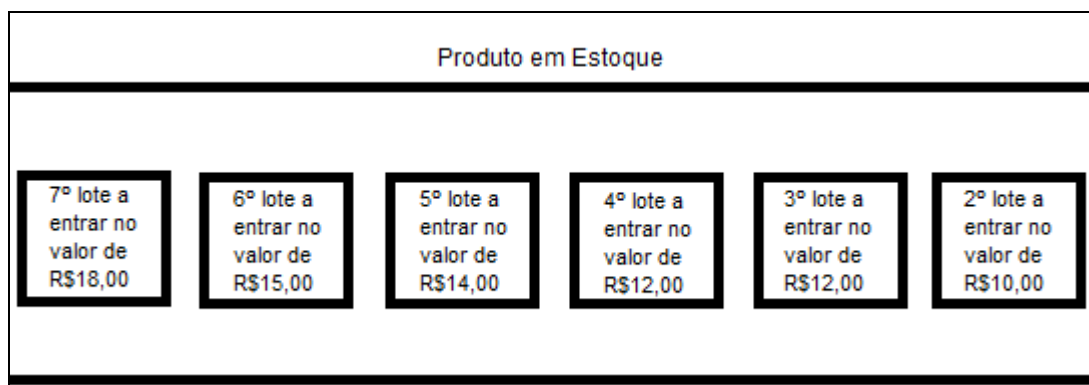 Produto em Estoque
7º lote a
entrar no
valor de
R$18,00
6º lote a
entrar no
valor de
R$15,00
5º lote a
entrar no
valor de
R$14,00
4º lote a
entrar no
valor de
R$12,00
3º lote a
entrar no
valor de
R$12,00
2º lote a
entrar no
valor de
R$10,00